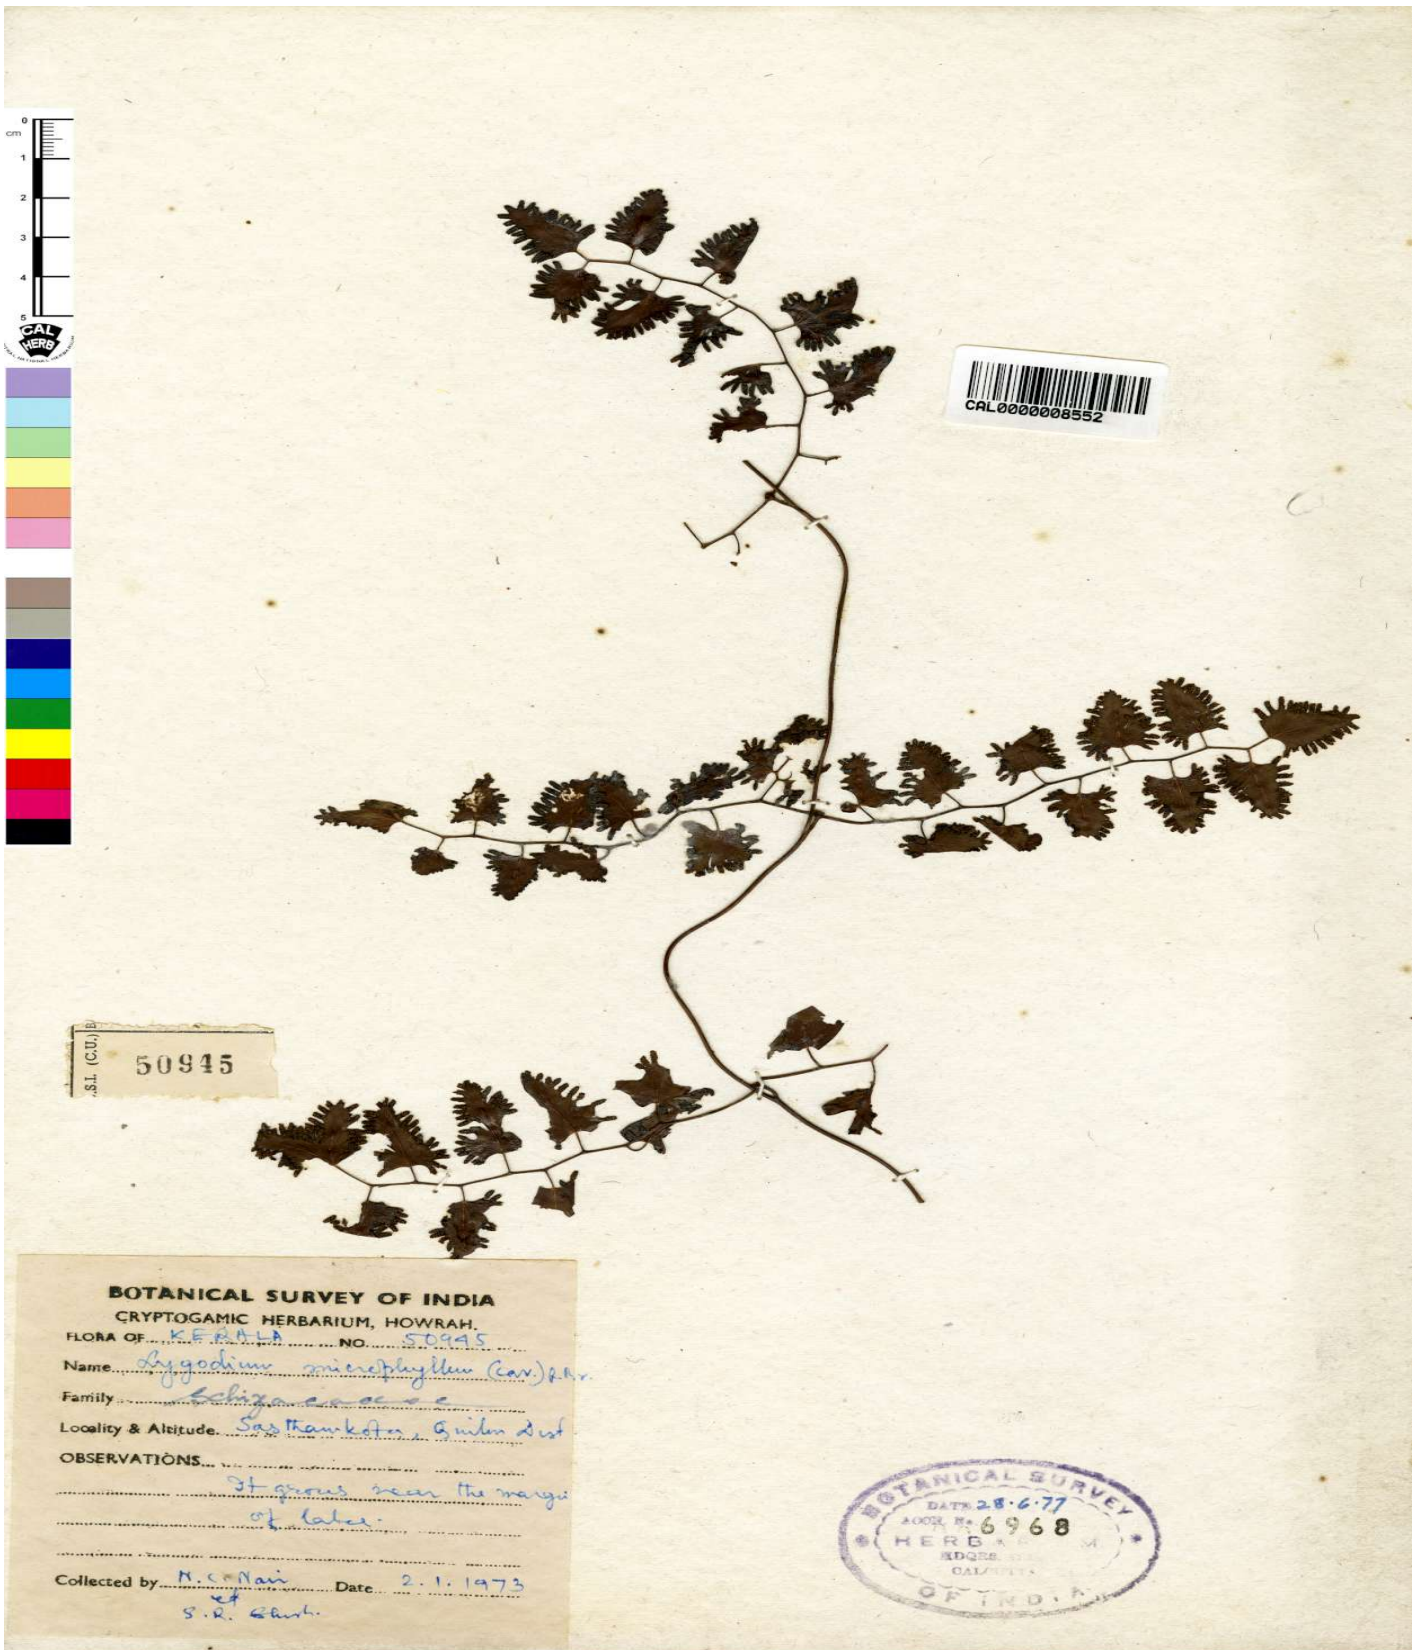 0
cm
1
2
3
4
5
CAL
HERB
CAL0000008552
.S.I. (C.U.) B
50945
BOTANICAL SURVEY OF INDIA
CRYPTOGAMIC HERBARIUM, HOWRAH.
FLORA OF KERALA NO. 50945
Name Lygodium microphyllum (Cav.) R.Br.
Family Schizaeaceae
Locality & Altitude. Sasthamkotta, Quilon Dist
OBSERVATIONS
It grows near the margin
of lake.
Collected by N. C. Nair Date 2.1.1973
et
S. R. Ghosh.
BOTANICAL SURVEY
DATE 28.6.77
ACCR. No. 6968
HERB
HDQRS
OF INDIA